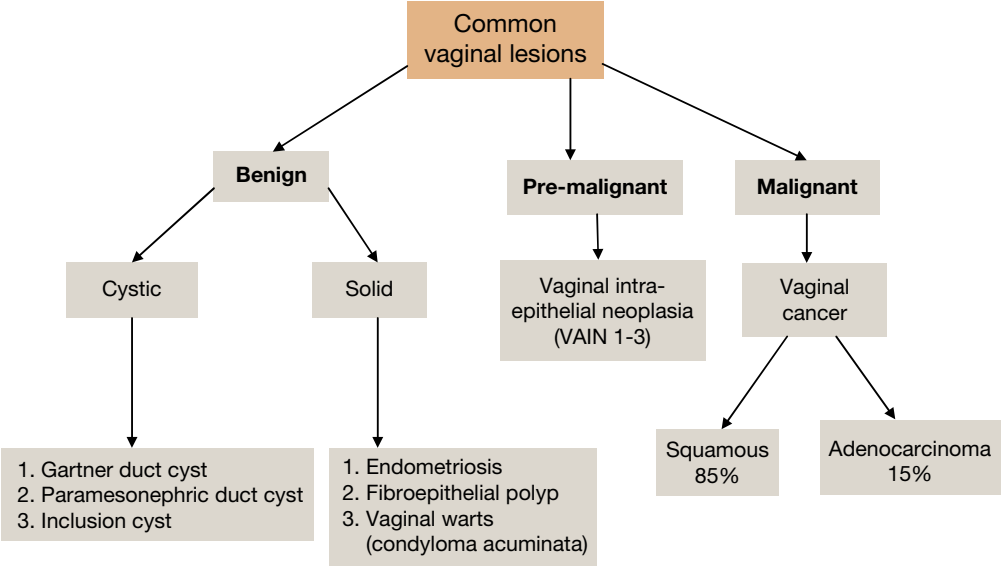 Common
vaginal lesions
Benign
Pre-malignant
Malignant
Cystic
Solid
Vaginal intra-
epithelial neoplasia
(VAIN 1-3)
Vaginal
cancer
1. Gartner duct cyst
2. Paramesonephric duct cyst
3. Inclusion cyst
1. Endometriosis
2. Fibroepithelial polyp
3. Vaginal warts
(condyloma acuminata)
Squamous
85%
Adenocarcinoma
15%